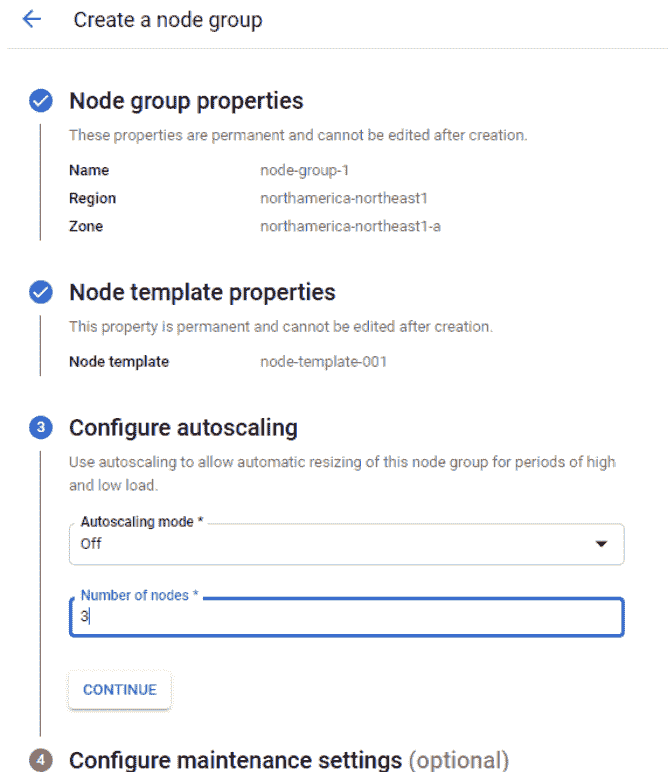 Create a node group
Node group properties
These properties are permanent and cannot be edited after creation.
Name node-group-1
Region northamerica-northeast1
Zone northamerica-northeast1-a
Node template properties
This property is permanent and cannot be edited after creation.
Node template node-template-001
3 Configure autoscaling
Use autoscaling to allow automatic resizing of this node group for periods of high
and low load.
Autoscaling mode *
Off
Number of nodes *
3
CONTINUE
4 Configure maintenance settings (optional)